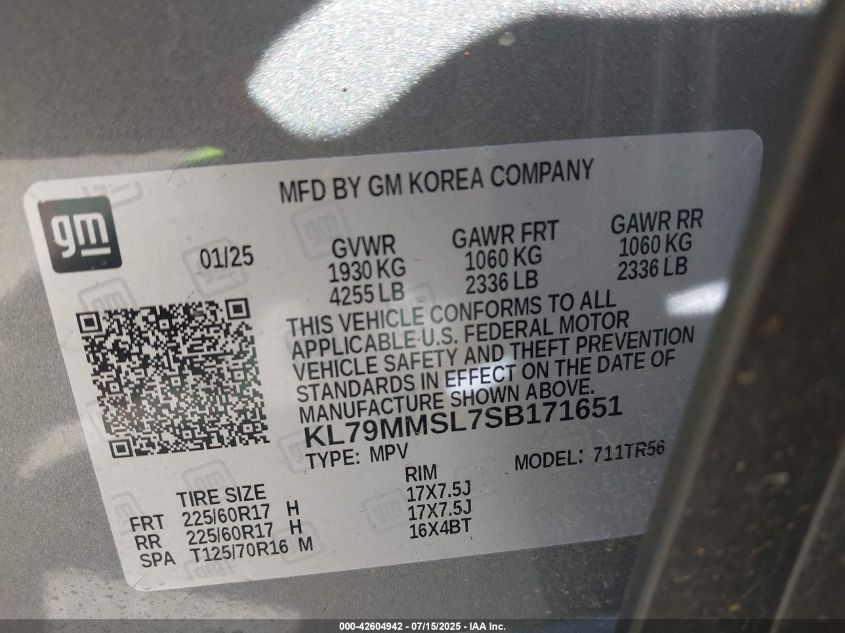 MFD BY GM KOREA COMPANY
gm
01/25
GVWR
1930 KG
4255 LB
GAWR FRT
1060 KG
2336 LB
GAWR RR
1060 KG
2336 LB
THIS VEHICLE CONFORMS TO ALL
APPLICABLE U.S. FEDERAL MOTOR
VEHICLE SAFETY AND THEFT PREVENTION
STANDARDS IN EFFECT ON THE DATE OF
MANUFACTURE SHOWN ABOVE.
KL79MMSL7SB171651
TYPE: MPV
MODEL: 711TR56
TIRE SIZE
RIM
FRT 225/60R17 H 17X7.5J
RR 225/60R17 H 17X7.5J
SPA T125/70R16 M 16X4BT
000-42604942 / 07/15/2025 - IAA Inc.